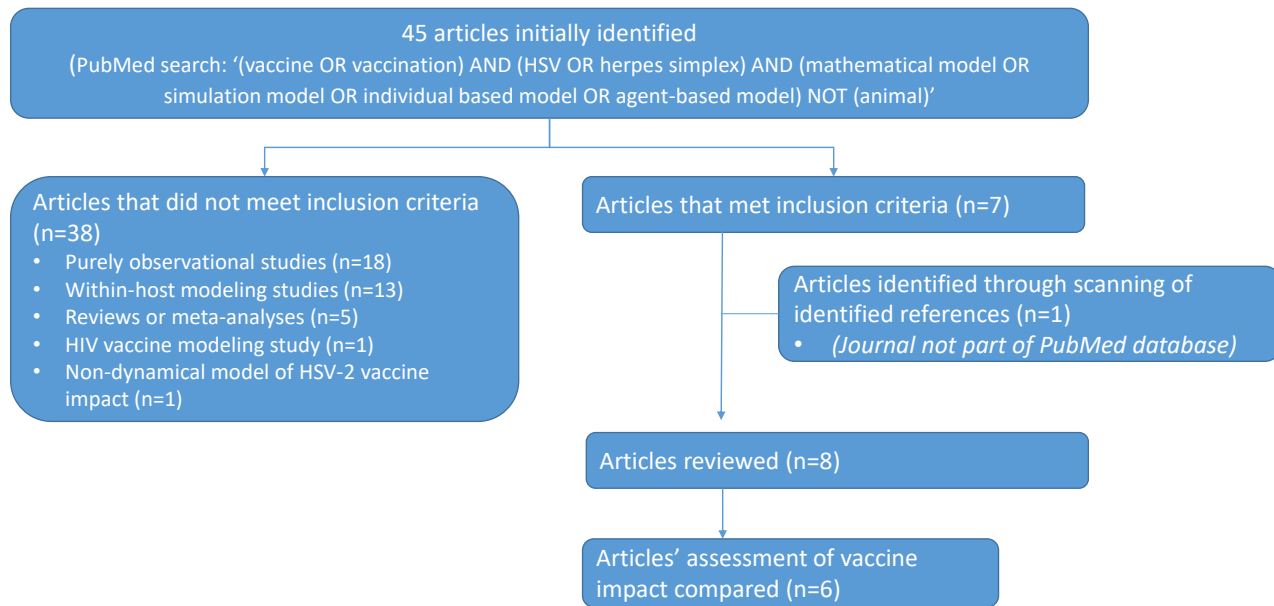 45 articles initially identified
(PubMed search: ‘(vaccine OR vaccination) AND (HSV OR herpes simplex) AND (mathematical model OR
simulation model OR individual based model OR agent-based model) NOT (animal)’
Articles that did not meet inclusion criteria
(n=38)
• Purely observational studies (n=18)
• Within-host modeling studies (n=13)
• Reviews or meta-analyses (n=5)
• HIV vaccine modeling study (n=1)
• Non-dynamical model of HSV-2 vaccine
impact (n=1)
Articles that met inclusion criteria (n=7)
Articles identified through scanning of
identified references (n=1)
• (Journal not part of PubMed database)
Articles reviewed (n=8)
Articles’ assessment of vaccine
impact compared (n=6)